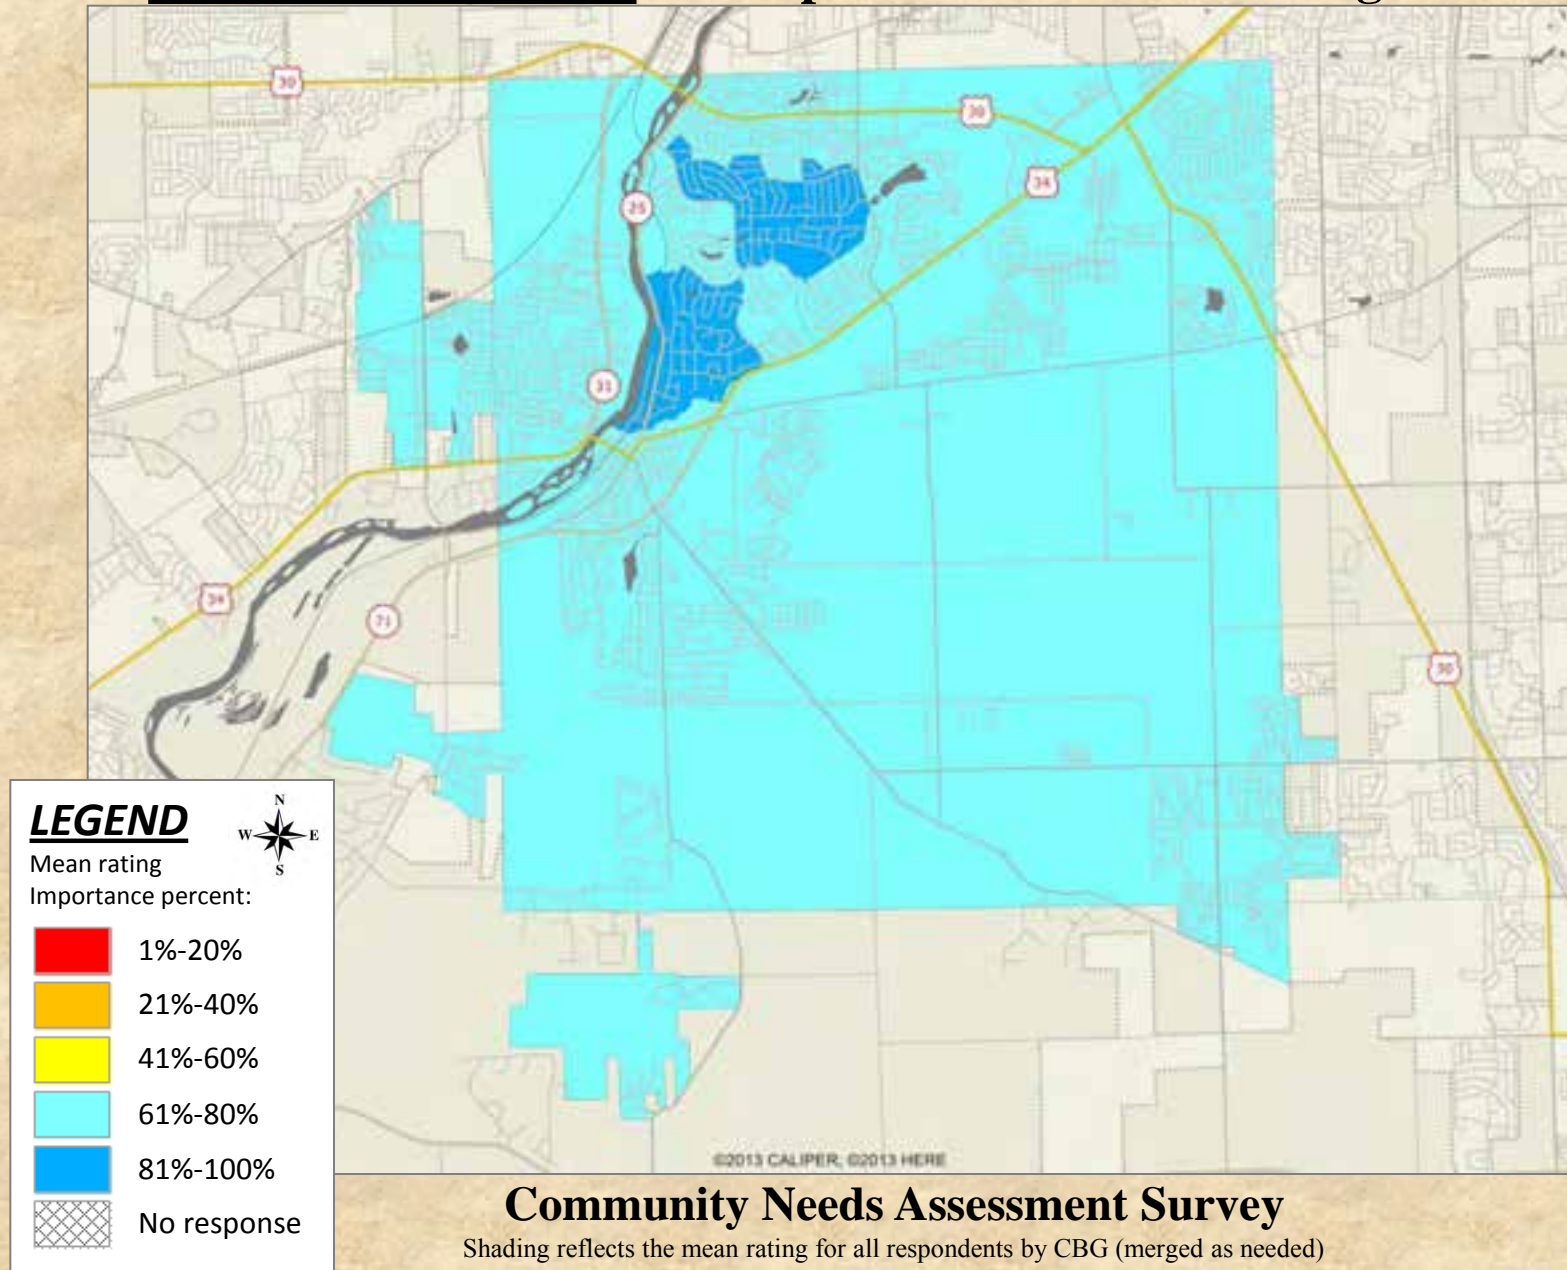 30
30
34
25
31
34
71
30
LEGEND
N
W E
S
Mean rating
Importance percent:
1%-20%
21%-40%
41%-60%
61%-80%
81%-100%
No response
©2013 CALIPER, ©2013 HERE
Community Needs Assessment Survey
Shading reflects the mean rating for all respondents by CBG (merged as needed)